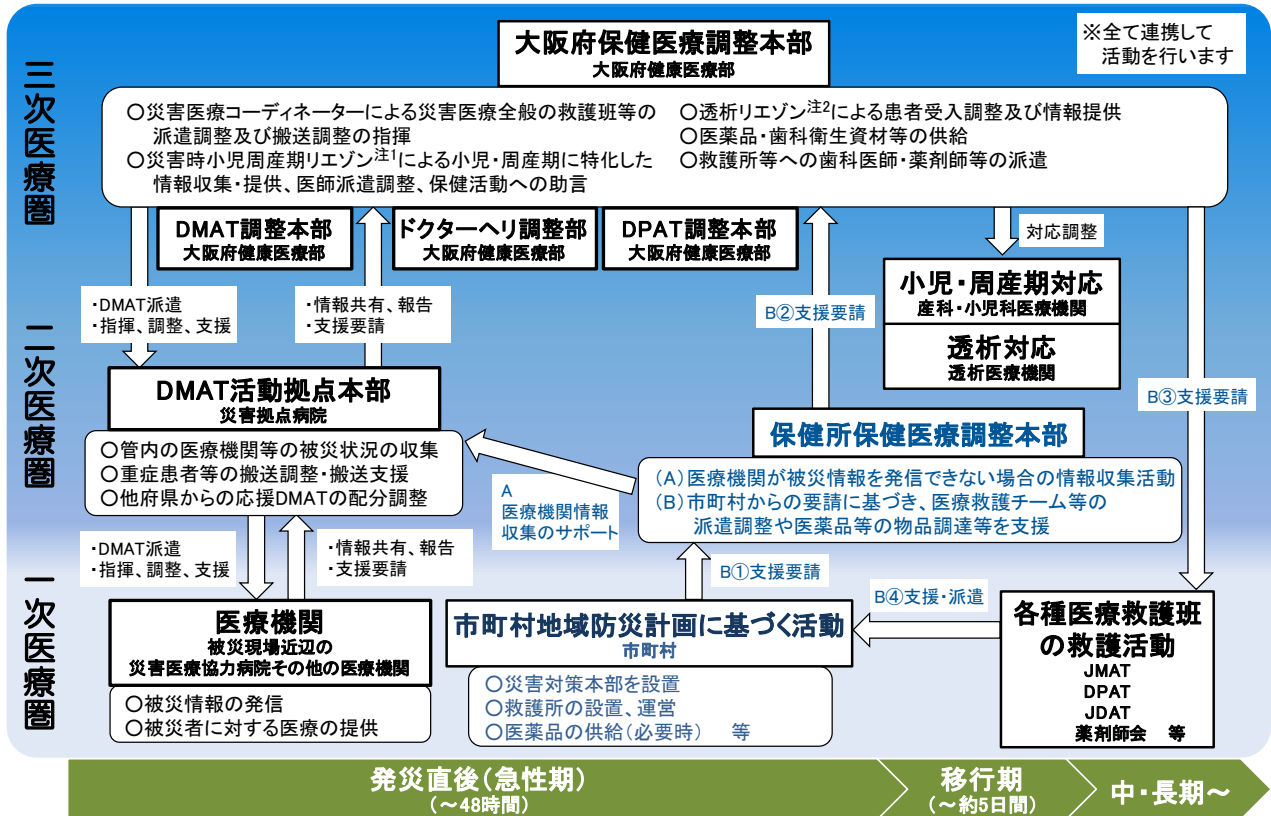 大阪府保健医療調整本部
大阪府健康医療部
※全て連携して
活動を行います
三次医療圏
○災害医療コーディネーターによる災害医療全般の救護班等の
派遣調整及び搬送調整の指揮
○災害時小児周産期リエゾン注1による小児・周産期に特化した
情報収集・提供、医師派遣調整、保健活動への助言
○透析リエゾン注2による患者受入調整及び情報提供
○医薬品・歯科衛生資材等の供給
○救護所等への歯科医師・薬剤師等の派遣
DMAT調整本部
大阪府健康医療部
ドクターヘリ調整部
大阪府健康医療部
DPAT調整本部
大阪府健康医療部
対応調整
・DMAT派遣
・指揮、調整、支援
・情報共有、報告
・支援要請
B②支援要請
小児・周産期対応
産科・小児科医療機関
透析対応
透析医療機関
二次医療圏
DMAT活動拠点本部
災害拠点病院
○管内の医療機関等の被災状況の収集
○重症患者等の搬送調整・搬送支援
○他府県からの応援DMATの配分調整
B③支援要請
保健所保健医療調整本部
(A)医療機関が被災情報を発信できない場合の情報収集活動
(B)市町村からの要請に基づき、医療救護チーム等の
派遣調整や医薬品等の物品調達等を支援
A
医療機関情報
収集のサポート
・DMAT派遣
・指揮、調整、支援
・情報共有、報告
・支援要請
B①支援要請
B④支援・派遣
一次医療圏
医療機関
被災現場近辺の
災害医療協力病院その他の医療機関
○被災情報の発信
○被災者に対する医療の提供
市町村地域防災計画に基づく活動
市町村
○災害対策本部を設置
○救護所の設置、運営
○医薬品の供給(必要時)　等
各種医療救護班
の救護活動
JMAT
DPAT
JDAT
薬剤師会　等
発災直後(急性期)
(～48時間)
移行期
(～約5日間)
中・長期～